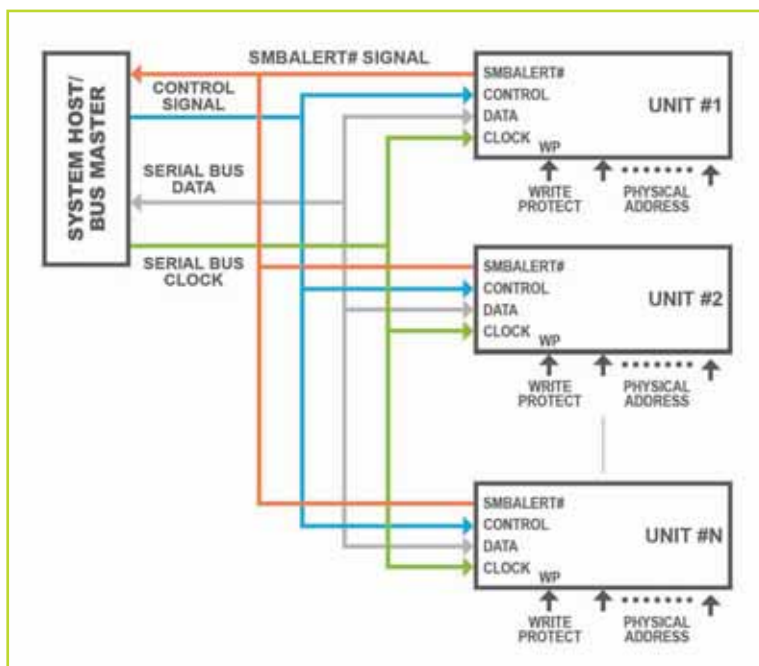 SYSTEM HOST/
BUS MASTER
SMBALERT# SIGNAL
CONTROL
SIGNAL
SERIAL BUS
DATA
SERIAL BUS
CLOCK
SMBALERT#
CONTROL
DATA
CLOCK
WP
UNIT #1
WRITE
PROTECT
PHYSICAL
ADDRESS
SMBALERT#
CONTROL
DATA
CLOCK
WP
UNIT #2
WRITE
PROTECT
PHYSICAL
ADDRESS
SMBALERT#
CONTROL
DATA
CLOCK
WP
UNIT #N
WRITE
PROTECT
PHYSICAL
ADDRESS